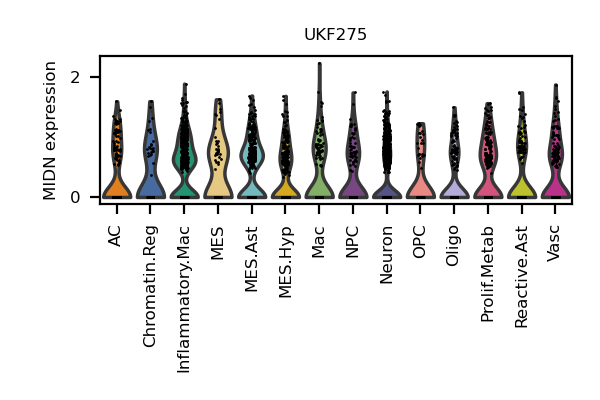 UKF275
MIDN expression
2
0
AC
Chromatin.Reg
Inflammatory.Mac
MES
MES.Ast
MES.Hyp
Mac
NPC
Neuron
OPC
Oligo
Prolif.Metab
Reactive.Ast
Vasc